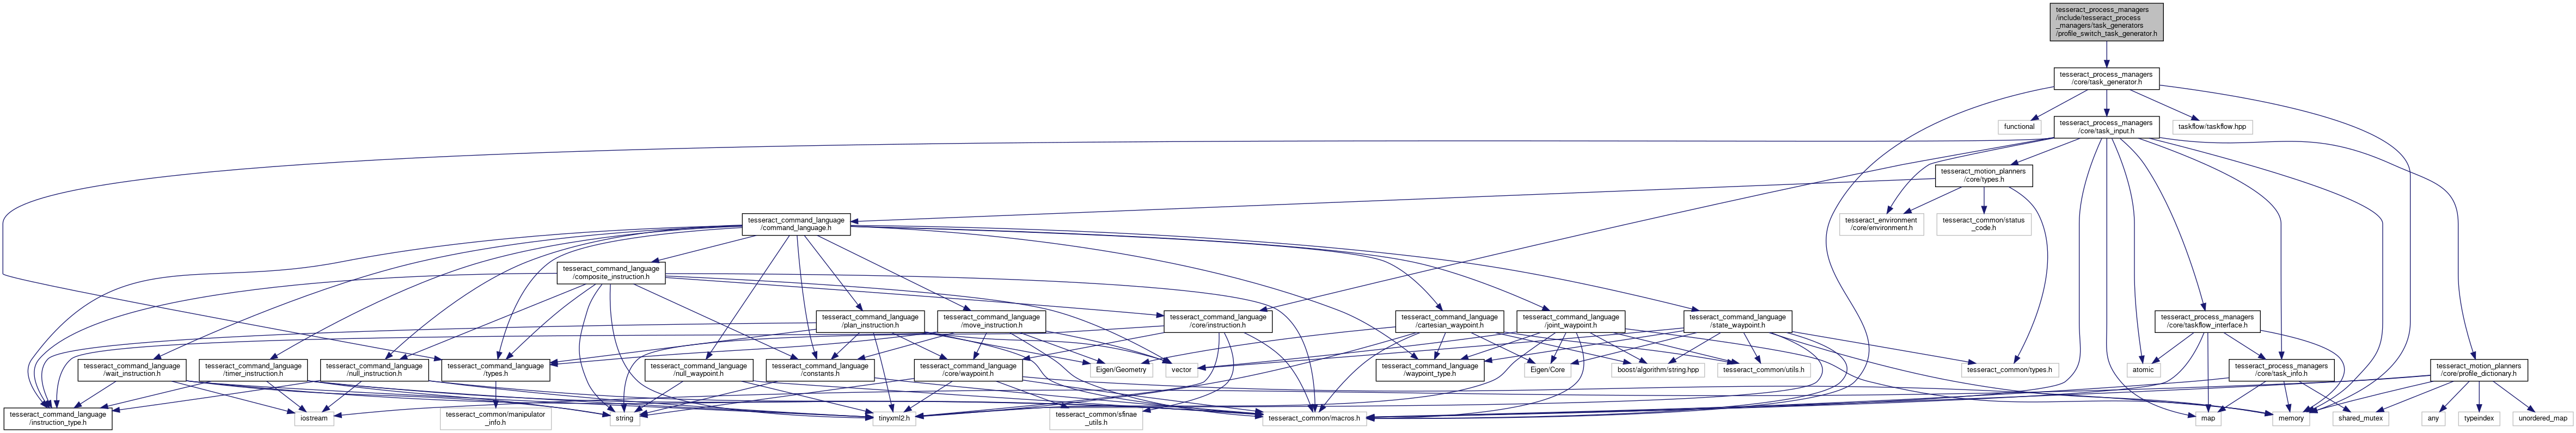 tesseract_process_managers
/include/tesseract_process
_managers/task_generators
/profile_switch_task_generator.h
tesseract_process_managers
/core/task_generator.h
functional
tesseract_process_managers
/core/task_input.h
taskflow/taskflow.hpp
tesseract_motion_planners
/core/types.h
tesseract_command_language
/command_language.h
tesseract_environment
/core/environment.h
tesseract_common/status
_code.h
tesseract_command_language
/composite_instruction.h
tesseract_command_language
/plan_instruction.h
tesseract_command_language
/move_instruction.h
tesseract_command_language
/core/instruction.h
tesseract_command_language
/cartesian_waypoint.h
tesseract_command_language
/joint_waypoint.h
tesseract_command_language
/state_waypoint.h
tesseract_process_managers
/core/taskflow_interface.h
tesseract_command_language
/wait_instruction.h
tesseract_command_language
/timer_instruction.h
tesseract_command_language
/null_instruction.h
tesseract_command_language
/types.h
tesseract_command_language
/null_waypoint.h
tesseract_command_language
/constants.h
tesseract_command_language
/core/waypoint.h
Eigen/Geometry
vector
tesseract_command_language
/waypoint_type.h
Eigen/Core
boost/algorithm/string.hpp
tesseract_common/utils.h
tesseract_common/types.h
atomic
tesseract_process_managers
/core/task_info.h
tesseract_motion_planners
/core/profile_dictionary.h
tesseract_command_language
/instruction_type.h
iostream
tesseract_common/manipulator
_info.h
string
tinyxml2.h
tesseract_common/sfinae
_utils.h
tesseract_common/macros.h
map
memory
shared_mutex
any
typeindex
unordered_map